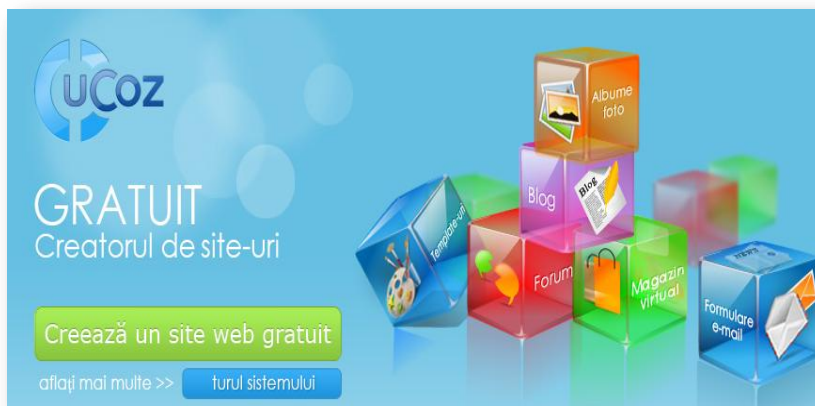 uCoz
GRATUIT
Creatorul de site-uri
Creează un site web gratuit
aflați mai multe >>
turul sistemului
Albume
foto
Blog
Blog
Template-uri
Forum
Magazin
virtual
Formulare
e-mail